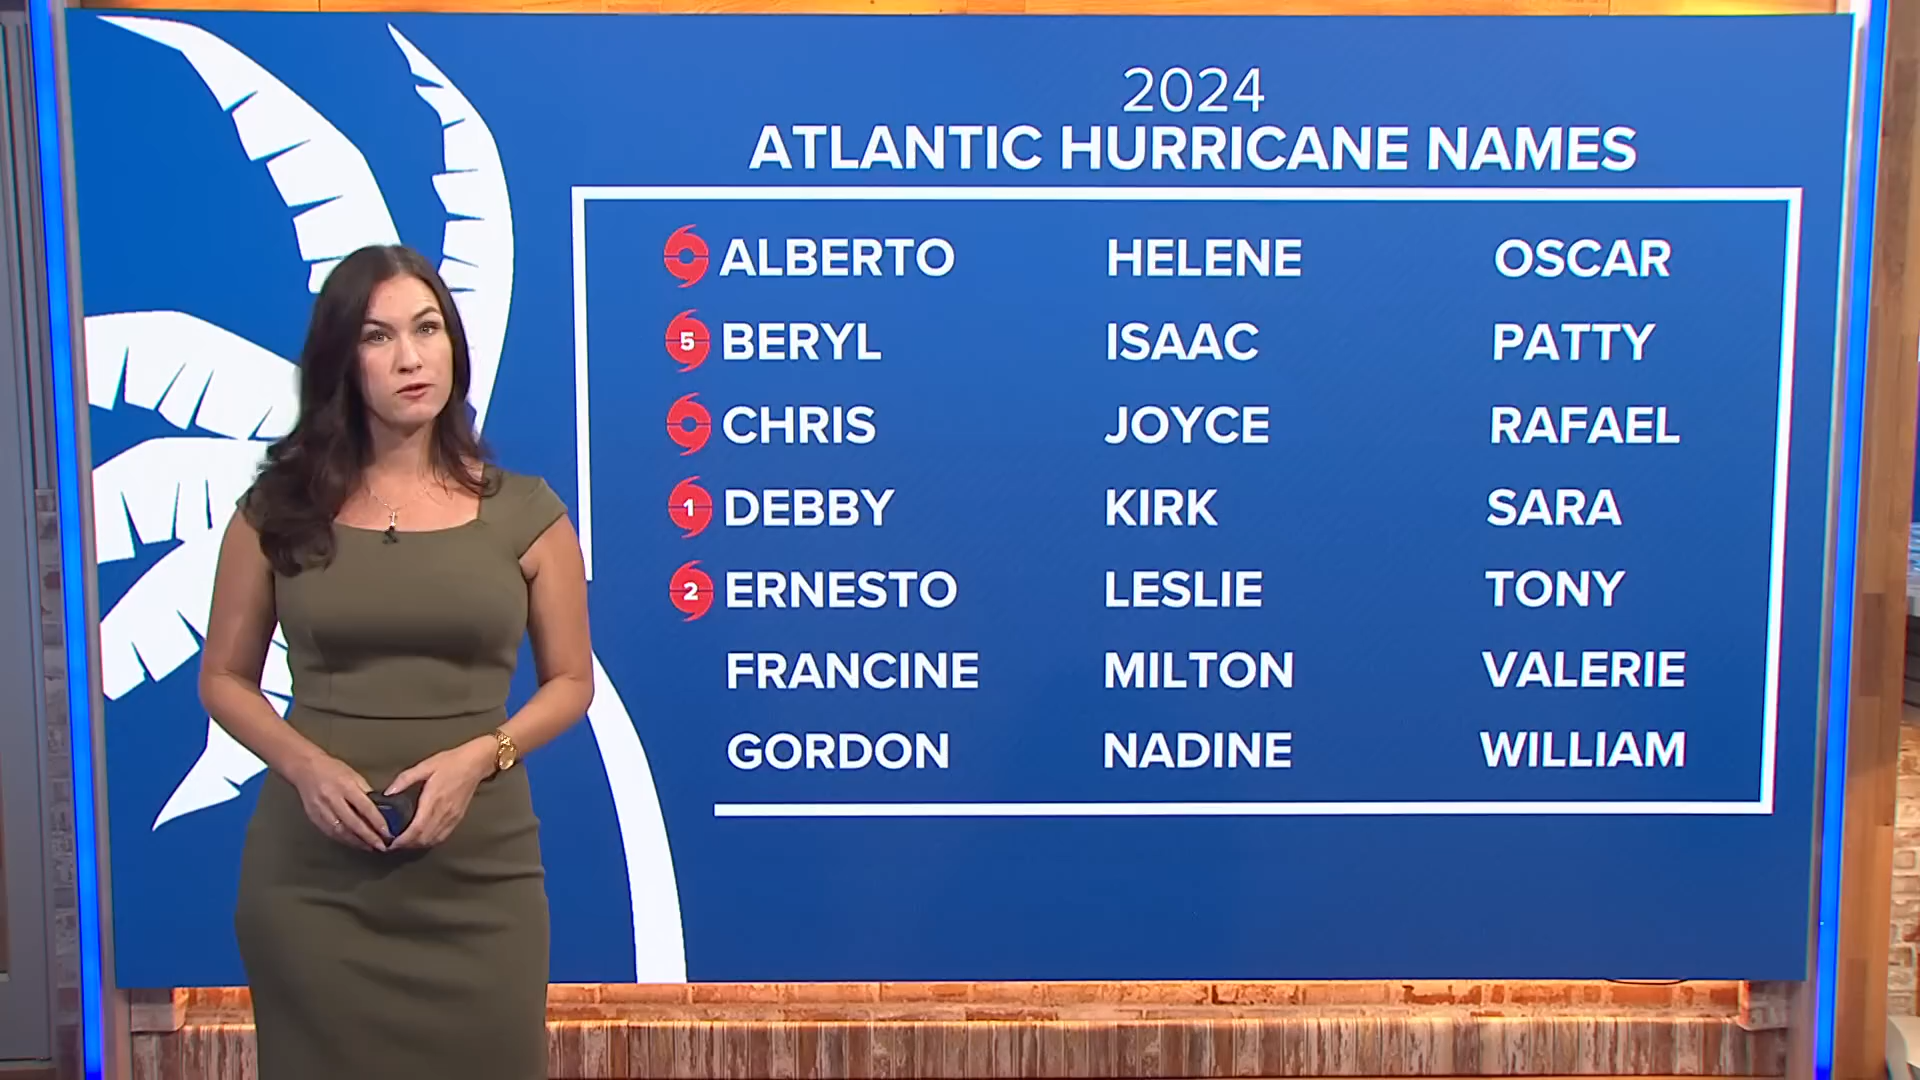 2024
ATLANTIC HURRICANE NAMES
ALBERTO HELENE OSCAR
5 BERYL ISAAC PATTY
CHRIS JOYCE RAFAEL
1 DEBBY KIRK SARA
2 ERNESTO LESLIE TONY
FRANCINE MILTON VALERIE
GORDON NADINE WILLIAM